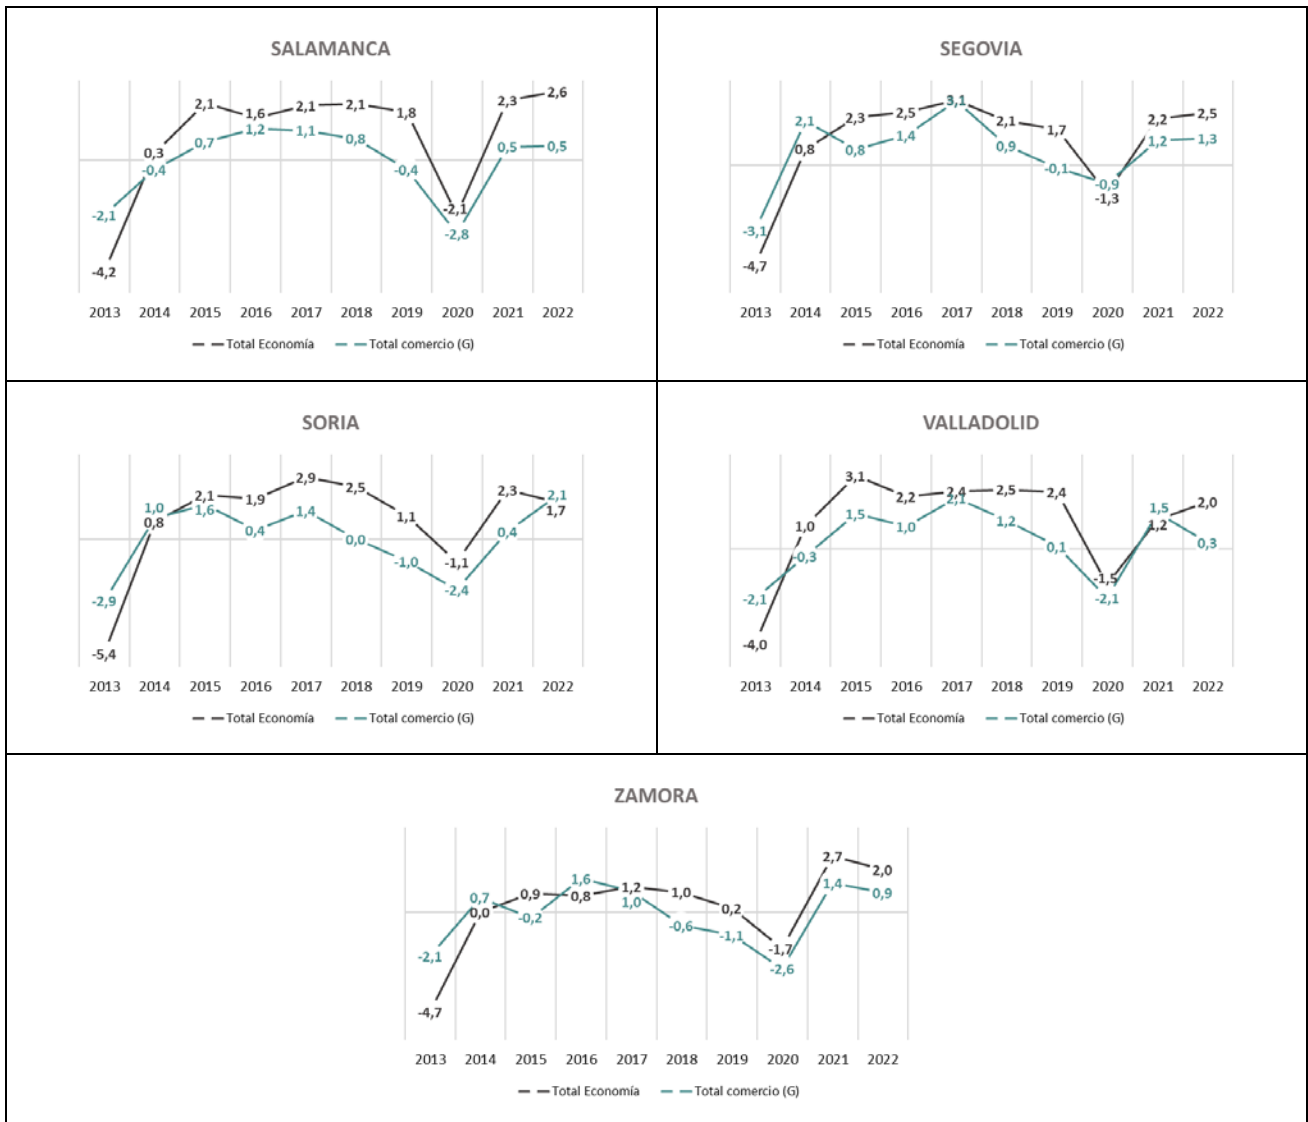 SALAMANCA
2,1 1,6 2,1 2,1 1,8 2,3 2,6
0,3 0,7 1,2 1,1 0,8 0,5 0,5
-0,4 -0,4
-2,1 -2,1
-4,2 -2,8
2013 2014 2015 2016 2017 2018 2019 2020 2021 2022
Total Economía Total comercio (G)
SEGOVIA
2,1 2,3 2,5 3,1 2,1 1,7 2,2 2,5
0,8 0,8 1,4 0,9 -0,1 1,2 1,3
-3,1 -0,9
-4,7 -1,3
2013 2014 2015 2016 2017 2018 2019 2020 2021 2022
Total Economía Total comercio (G)
SORIA
2,1 1,9 2,9 2,5 1,1 2,3 2,1
1,0 1,6 0,4 1,4 0,0 0,4 1,7
0,8 -1,0 -1,1
-2,9 -2,4
-5,4
2013 2014 2015 2016 2017 2018 2019 2020 2021 2022
Total Economía Total comercio (G)
VALLADOLID
1,0 3,1 2,2 2,4 2,5 2,4 1,5 2,0
-0,3 1,5 1,0 2,1 1,2 0,1 1,2 0,3
-2,1 -1,5
-4,0 -2,1
2013 2014 2015 2016 2017 2018 2019 2020 2021 2022
Total Economía Total comercio (G)
ZAMORA
0,7 0,9 1,6 1,2 1,0 0,2 2,7 2,0
0,0 -0,2 0,8 1,0 -0,6 -1,1 1,4 0,9
-2,1 -1,7
-4,7 -2,6
2013 2014 2015 2016 2017 2018 2019 2020 2021 2022
Total Economía Total comercio (G)